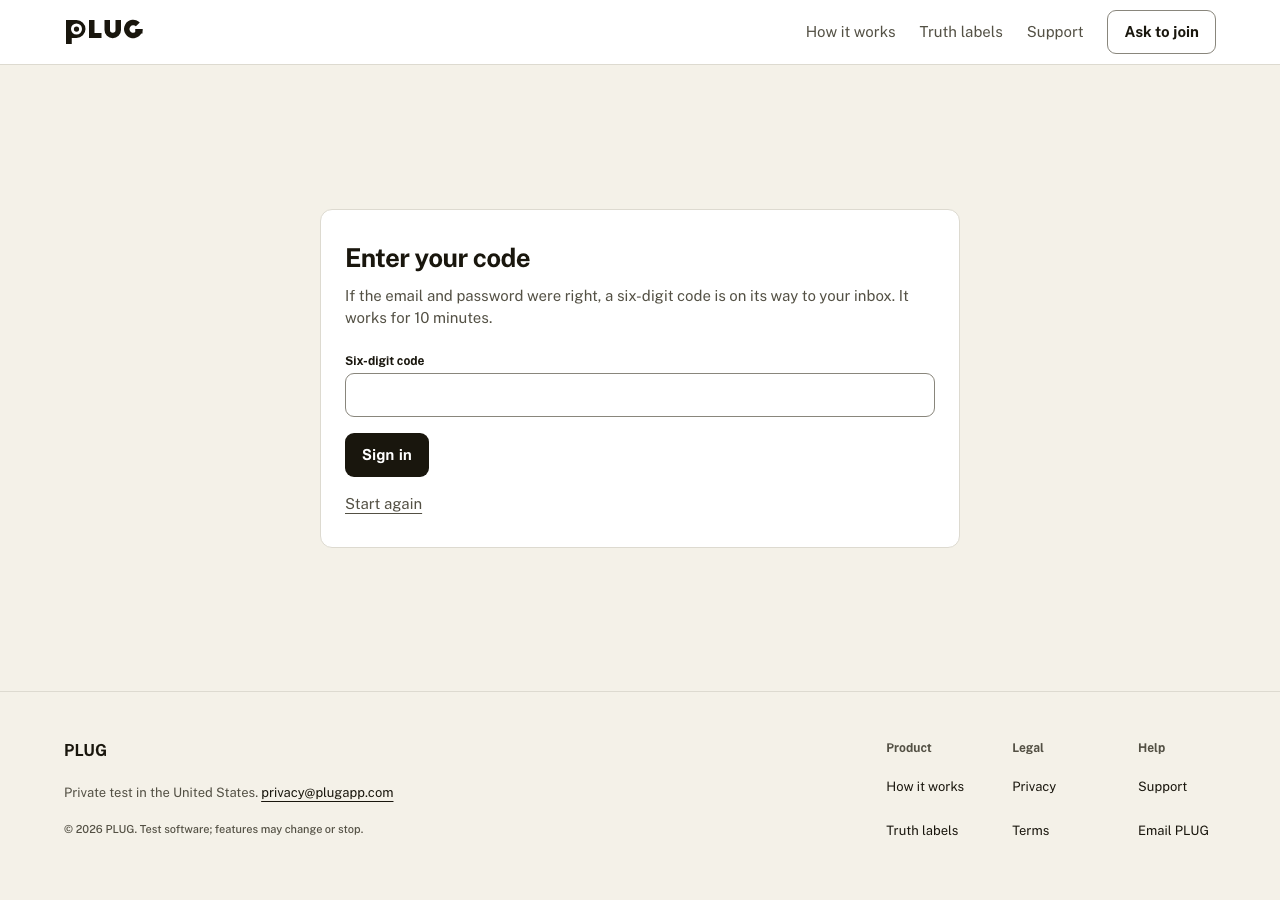 PLUG
How it works
Truth labels
Support
Ask to join
Enter your code
If the email and password were right, a six-digit code is on its way to your inbox. It
works for 10 minutes.
Six-digit code
Sign in
Start again
PLUG
Private test in the United States. privacy@plugapp.com
© 2026 PLUG. Test software; features may change or stop.
Product
How it works
Truth labels
Legal
Privacy
Terms
Help
Support
Email PLUG